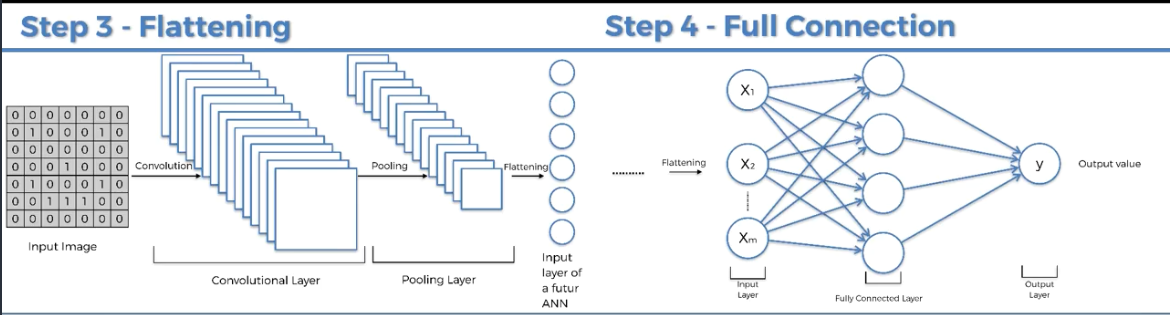 Step 3 - Flattening
Step 4 - Full Connection
0 0 0 0 0 0 0
0 1 0 0 0 1 0
0 0 0 0 0 0 0
0 0 0 1 0 0 0
0 1 0 0 0 1 0
0 0 1 1 1 0 0
0 0 0 0 0 0 0
Input Image
Convolution
Convolutional Layer
Pooling
Pooling Layer
Flattening
Input
layer of
a futur
ANN
..........
Flattening
X1
X2
Xm
Input
Layer
Fully Connected Layer
y
Output
Layer
Output value